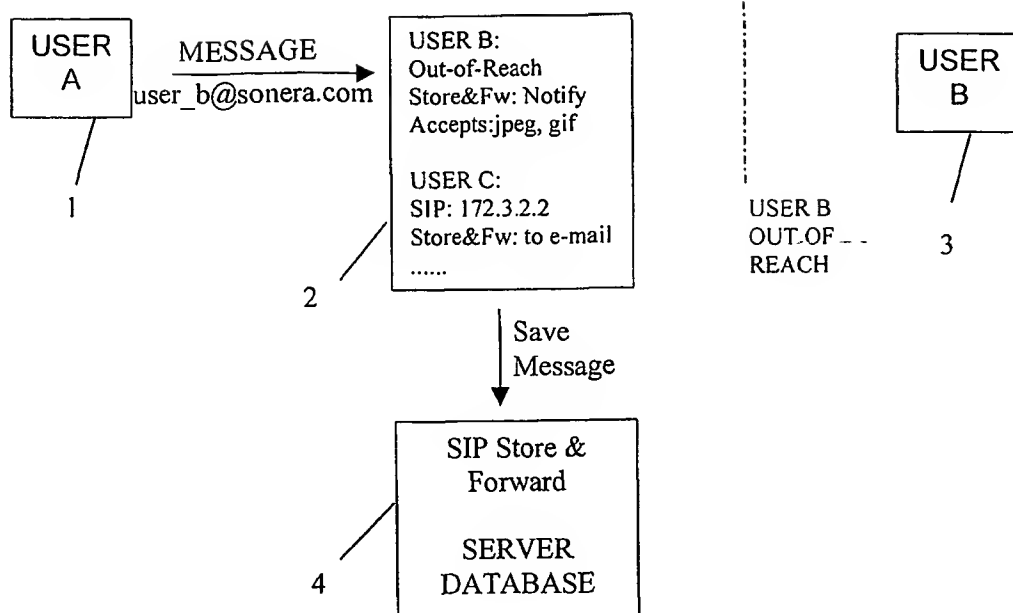 USER
A
MESSAGE
user_b@sonera.com
1
USER B:
Out-of-Reach
Store&Fw: Notify
Accepts:jpeg, gif
USER C:
SIP: 172.3.2.2
Store&Fw: to e-mail
......
2
USER B
OUT-OF
REACH
USER
B
3
Save
Message
SIP Store &
Forward
SERVER
DATABASE
4